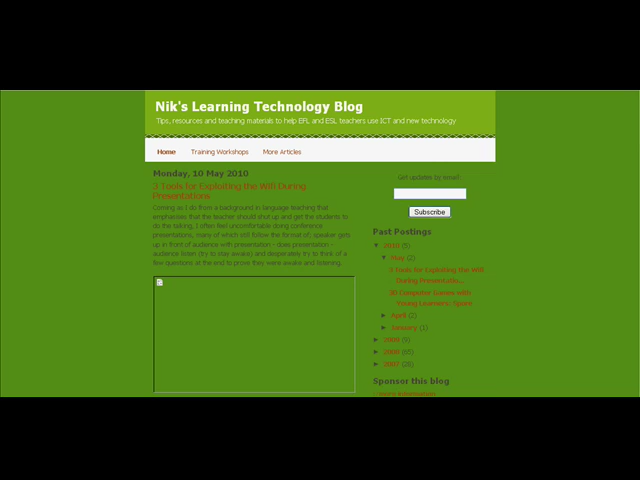 Nik's Learning Technology Blog
Tips, resources and teaching materials to help EFL and ESL teachers use ICT and new technology
Home Training Workshops More Articles
Monday, 10 May 2010
3 Tools for Exploiting the Wifi During
Presentations
Coming as I do from a background in language teaching that
emphasises that the teacher should shut up and get the students to
do the talking, I often feel uncomfortable doing conference
presentations, many of which still follow the format of; speaker gets
up in front of audience with presentation - does presentation -
audience listen (try to stay awake) and desperately try to think of a
few questions at the end to prove they were awake and listening.
Get updates by email:
Subscribe
Past Postings
▼ 2010 (5)
▼ May (2)
3 Tools for Exploiting the Wifi
During Presentatio...
3D Computer Games with
Young Learners: Spent
► April (2)
► January (1)
► 2009 (9)
► 2008 (65)
► 2007 (28)
Sponsor this blog